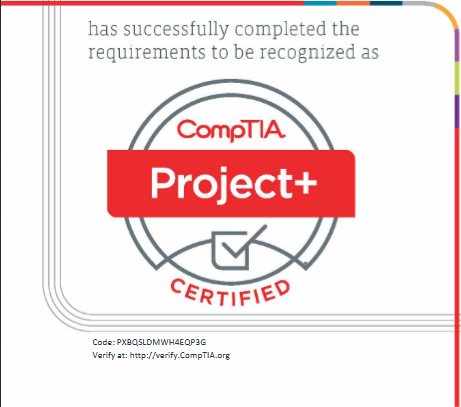 has successfully completed the
requirements to be recognized as
CompTIA.
Project+
CERTIFIED
Code: PXBQSLDMWH4EQP3G
Verify at: http://verify.CompTIA.org